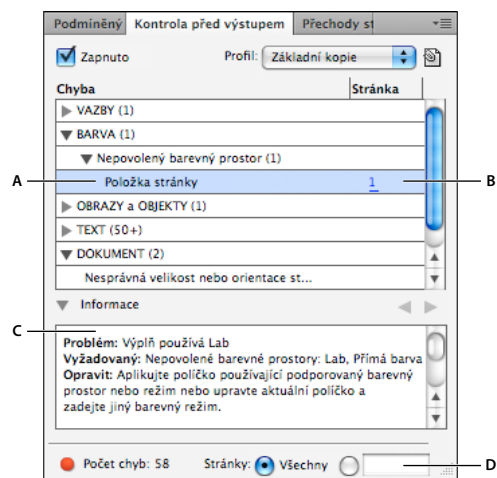 Podmíněný Kontrola před výstupem Přechody st
Zapnuto Profil: Základní kopie
Chyba Stránka
VAZBY (1)
BARVA (1)
Nepovolený barevný prostor (1)
A Položka stránky 1 B
OBRAZY a OBJEKTY (1)
TEXT (50+)
DOKUMENT (2)
Nesprávná velikost nebo orientace st...
Informace
C
Problém: Výplň používá Lab
Vyžadovaný: Nepovolené barevné prostory: Lab, Přímá barva
Opravit: Aplikujte políčko používající podporovaný barevný
prostor nebo režim nebo upravte aktuální políčko a
zadejte jiný barevný režim.
Počet chyb: 58 Stránky: Všechny D